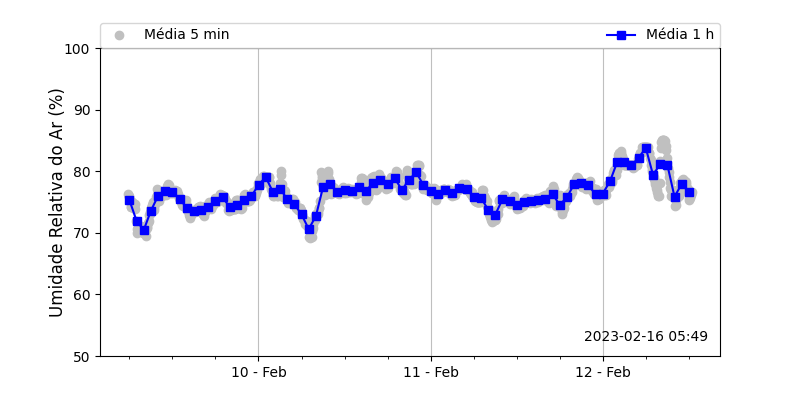 Média 5 min
Média 1 h
100
90
80
70
60
50
Umidade Relativa do Ar (%)
2023-02-16 05:49
10 - Feb
11 - Feb
12 - Feb